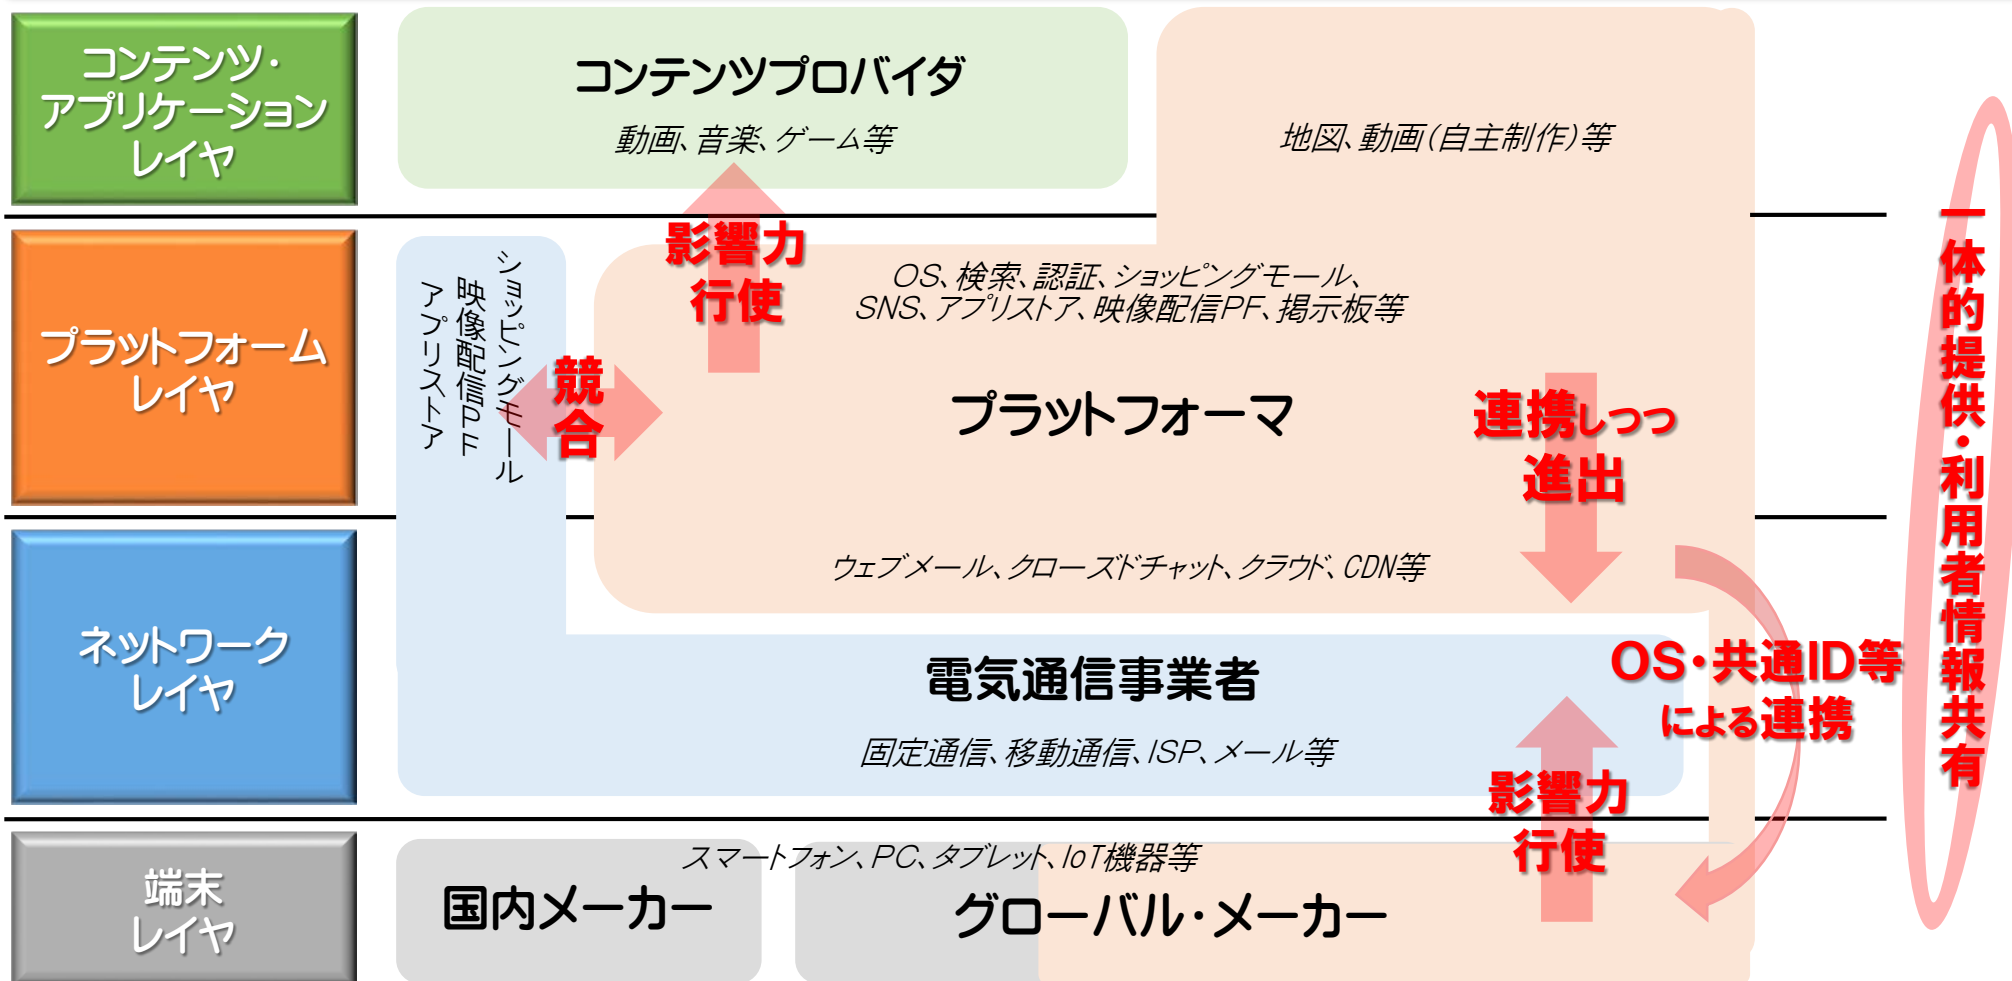 コンテンツ・
アプリケーション
レイヤ
コンテンツプロバイダ
動画、音楽、ゲーム等
地図、動画(自主制作)等
影響力
行使
プラットフォーム
レイヤ
ショッピングモール
映像配信PF
アプリストア
競合
OS、検索、認証、ショッピングモール、
SNS、アプリストア、映像配信PF、掲示板等
プラットフォーマ
連携しつつ
進出
ウェブメール、クローズドチャット、クラウド、CDN等
ネットワーク
レイヤ
電気通信事業者
固定通信、移動通信、ISP、メール等
OS・共通ID等
による連携
影響力
行使
端末
レイヤ
スマートフォン、PC、タブレット、IoT機器等
国内メーカー
グローバル・メーカー
一体的提供・利用者情報共有